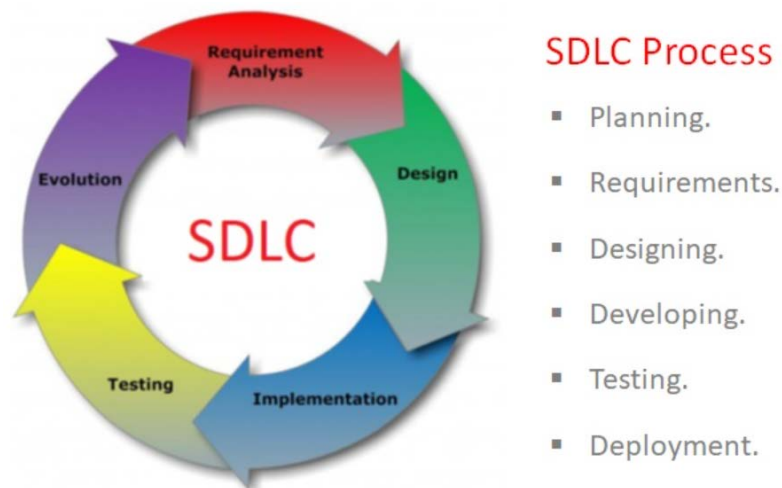 Requirement
Analysis
Design
Implementation
Testing
Evolution
SDLC
SDLC Process
▪ Planning.
▪ Requirements.
▪ Designing.
▪ Developing.
▪ Testing.
▪ Deployment.